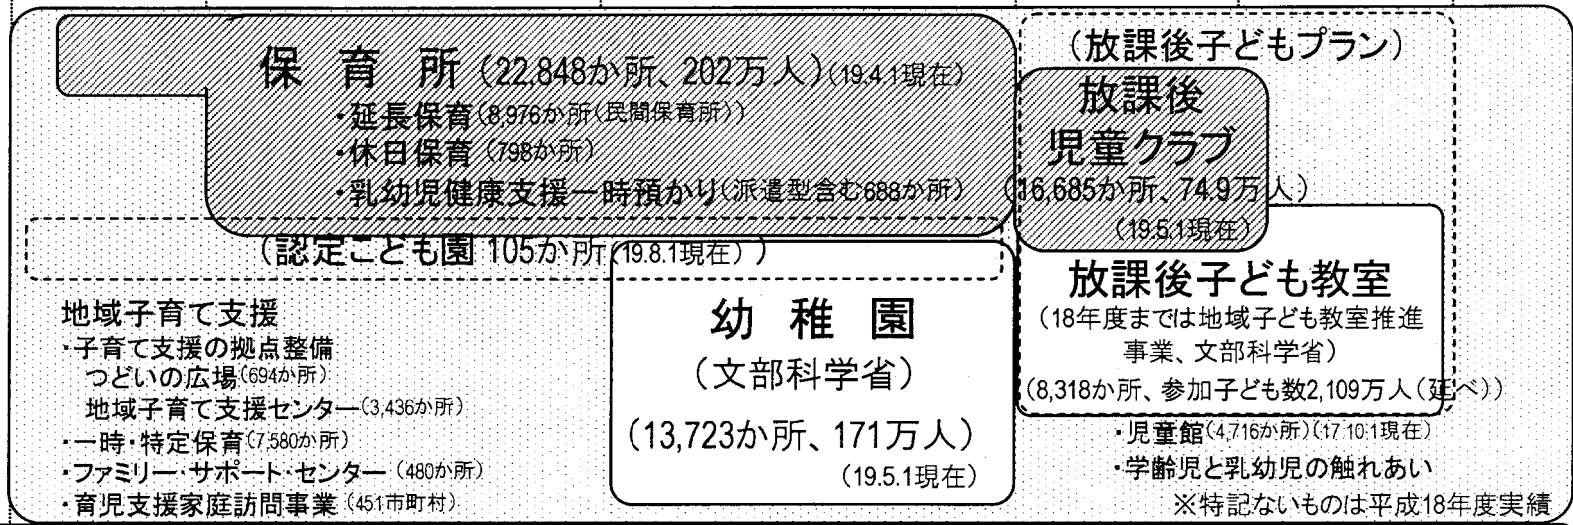 保育所(22,848か所、202万人)(19.4.1現在)
・延長保育(8,976か所(民間保育所))
・休日保育(798か所)
・乳幼児健康支援一時預かり(派遣型含む688か所)
(認定こども園 105か所(19.8.1現在))
地域子育て支援
・子育て支援の拠点整備
つどいの広場(694か所)
地域子育て支援センター(3,436か所)
・一時・特定保育(7,580か所)
・ファミリー・サポート・センター(480か所)
・育児支援家庭訪問事業(451市町村)
幼稚園
(文部科学省)
(13,723か所、171万人)
(19.5.1現在)
(放課後子どもプラン)
放課後
児童クラブ
(16,685か所、74.9万人)
(19.5.1現在)
放課後子ども教室
(18年度までは地域子ども教室推進
事業、文部科学省)
(8,318か所、参加子ども数2,109万人(延べ))
・児童館(4,716か所)(17.10.1現在)
・学齢児と乳幼児の触れあい
※特記ないものは平成18年度実績